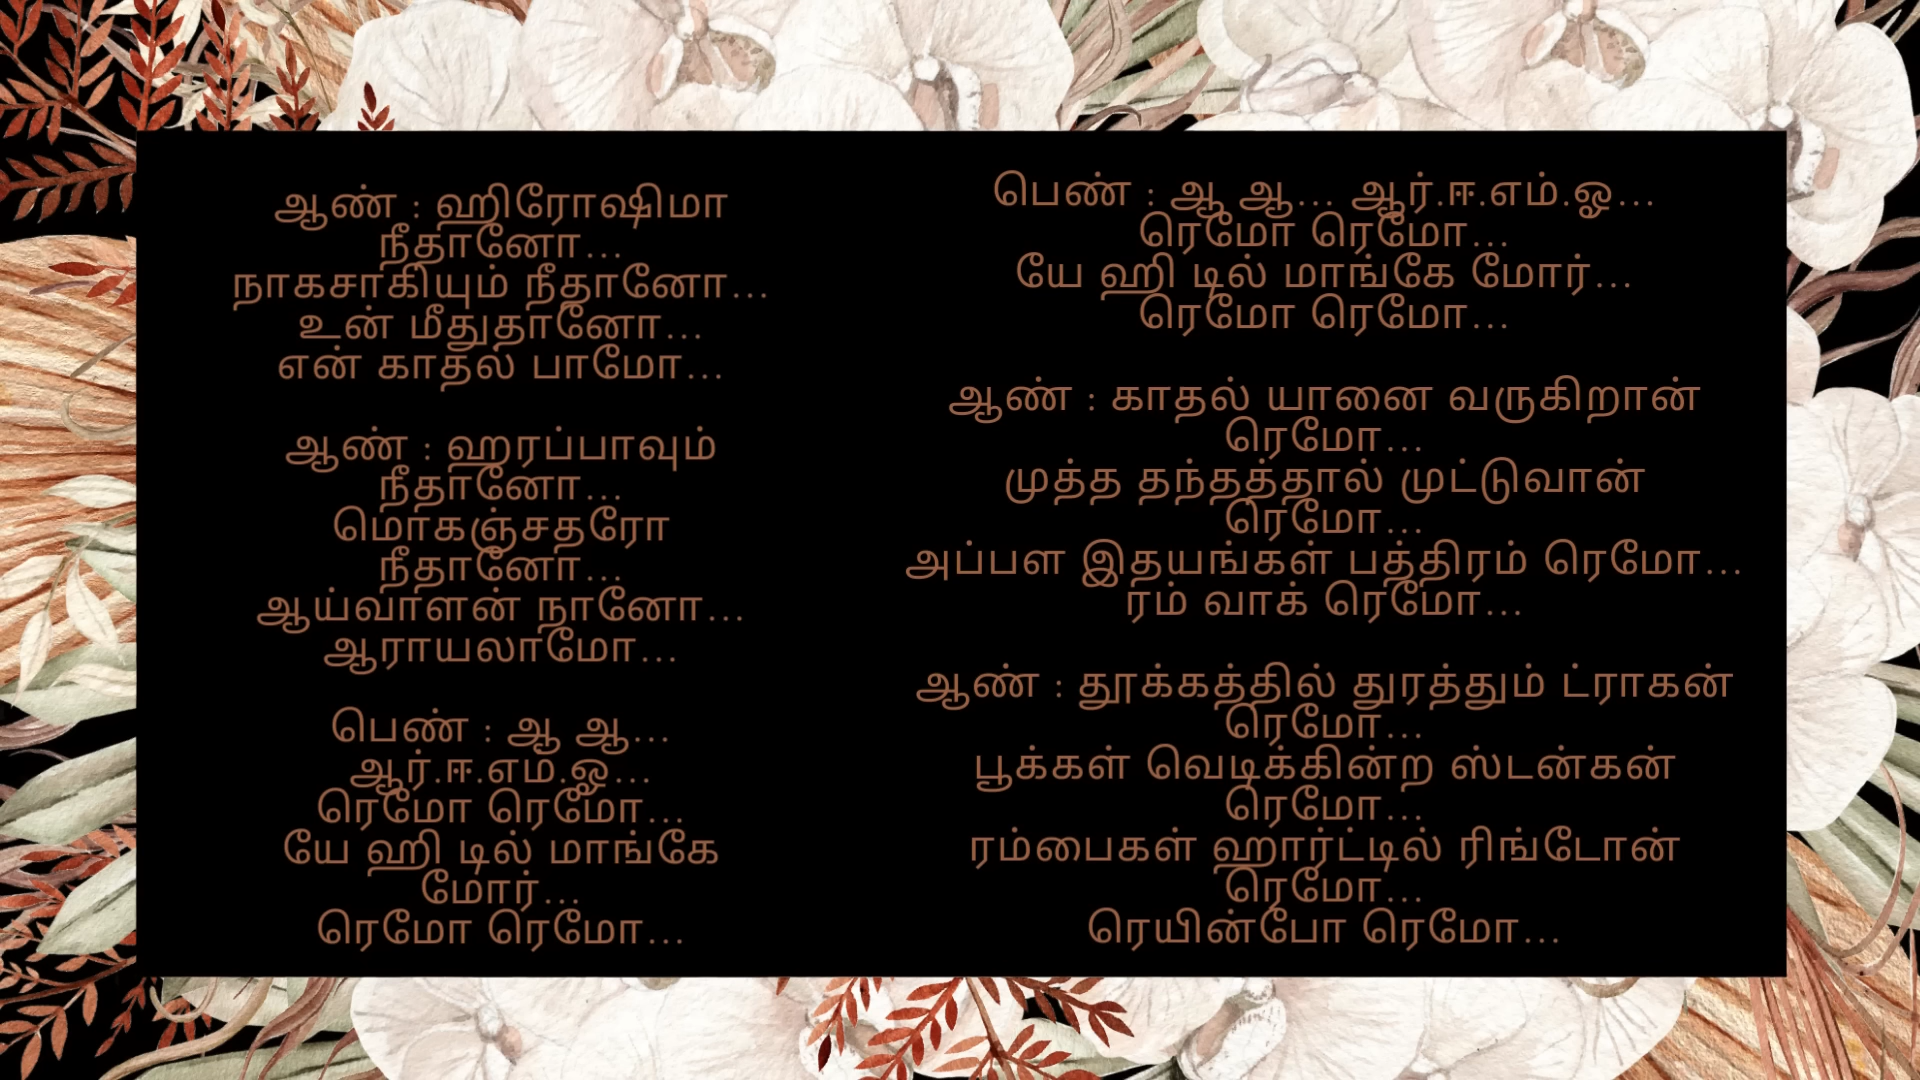 ஆண் : ஹிரோஷிமா
நீதானோ...
நாகசாகியும் நீதானோ...
உன் மீதுதானோ...
என் காதல் பாமோ...
ஆண் : ஹரப்பாவும்
நீதானோ...
மொகஞ்சதரோ
நீதானோ...
ஆய்வாளன் நானோ...
ஆராயலாமோ...
பெண் : ஆ ஆ...
ஆர்.ஈ.எம்.ஓ...
ரெமோ ரெமோ...
யே ஹி டில் மாங்கே
மோர்...
ரெமோ ரெமோ...
பெண் : ஆ ஆ... ஆர்.ஈ.எம்.ஓ...
ரெமோ ரெமோ...
யே ஹி டில் மாங்கே மோர்...
ரெமோ ரெமோ...
ஆண் : காதல் யானை வருகிறான்
ரெமோ...
முத்த தந்தத்தால் முட்டுவான்
ரெமோ...
அப்பள இதயங்கள் பத்திரம் ரெமோ...
ரம் வாக் ரெமோ...
ஆண் : தூக்கத்தில் துரத்தும் ட்ராகன்
ரெமோ...
பூக்கள் வெடிக்கின்ற ஸ்டன்கன்
ரெமோ...
ரம்பைகள் ஹார்ட்டில் ரிங்டோன்
ரெமோ...
ரெயின்போ ரெமோ...